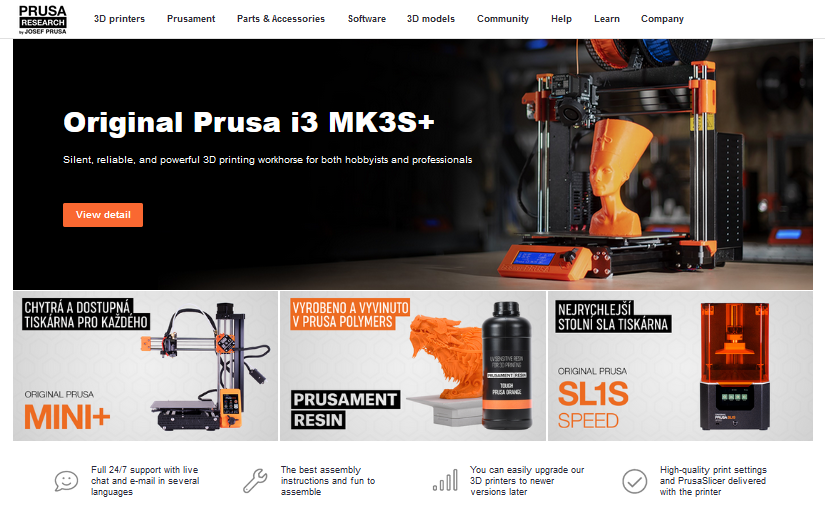 PRUSA
RESEARCH
by JOSEF PRUSA
3D printers
Prusament
Parts & Accessories
Software
3D models
Community
Help
Learn
Company
Original Prusa i3 MK3S+
Silent, reliable, and powerful 3D printing workhorse for both hobbyists and professionals
View detail
CHYTRÁ A DOSTUPNÁ
TISKÁRNA PRO KAŽDÉHO
ORIGINAL PRUSA
MINI+
VYROBENO A VYVINUTO
V PRUSA POLYMERS
PRUSAMENT
RESIN
UV SENSITIVE RESIN
FOR 3D PRINTING
PRUSAMENT RESIN
TOUGH
PRUSA ORANGE
NEJRYCHLEJŠÍ
STOLNÍ SLA TISKÁRNA
ORIGINAL PRUSA
SL1S
SPEED
Full 24/7 support with live
chat and e-mail in several
languages
The best assembly
instructions and fun to
assemble
You can easily upgrade our
3D printers to newer
versions later
High-quality print settings
and PrusaSlicer delivered
with the printer